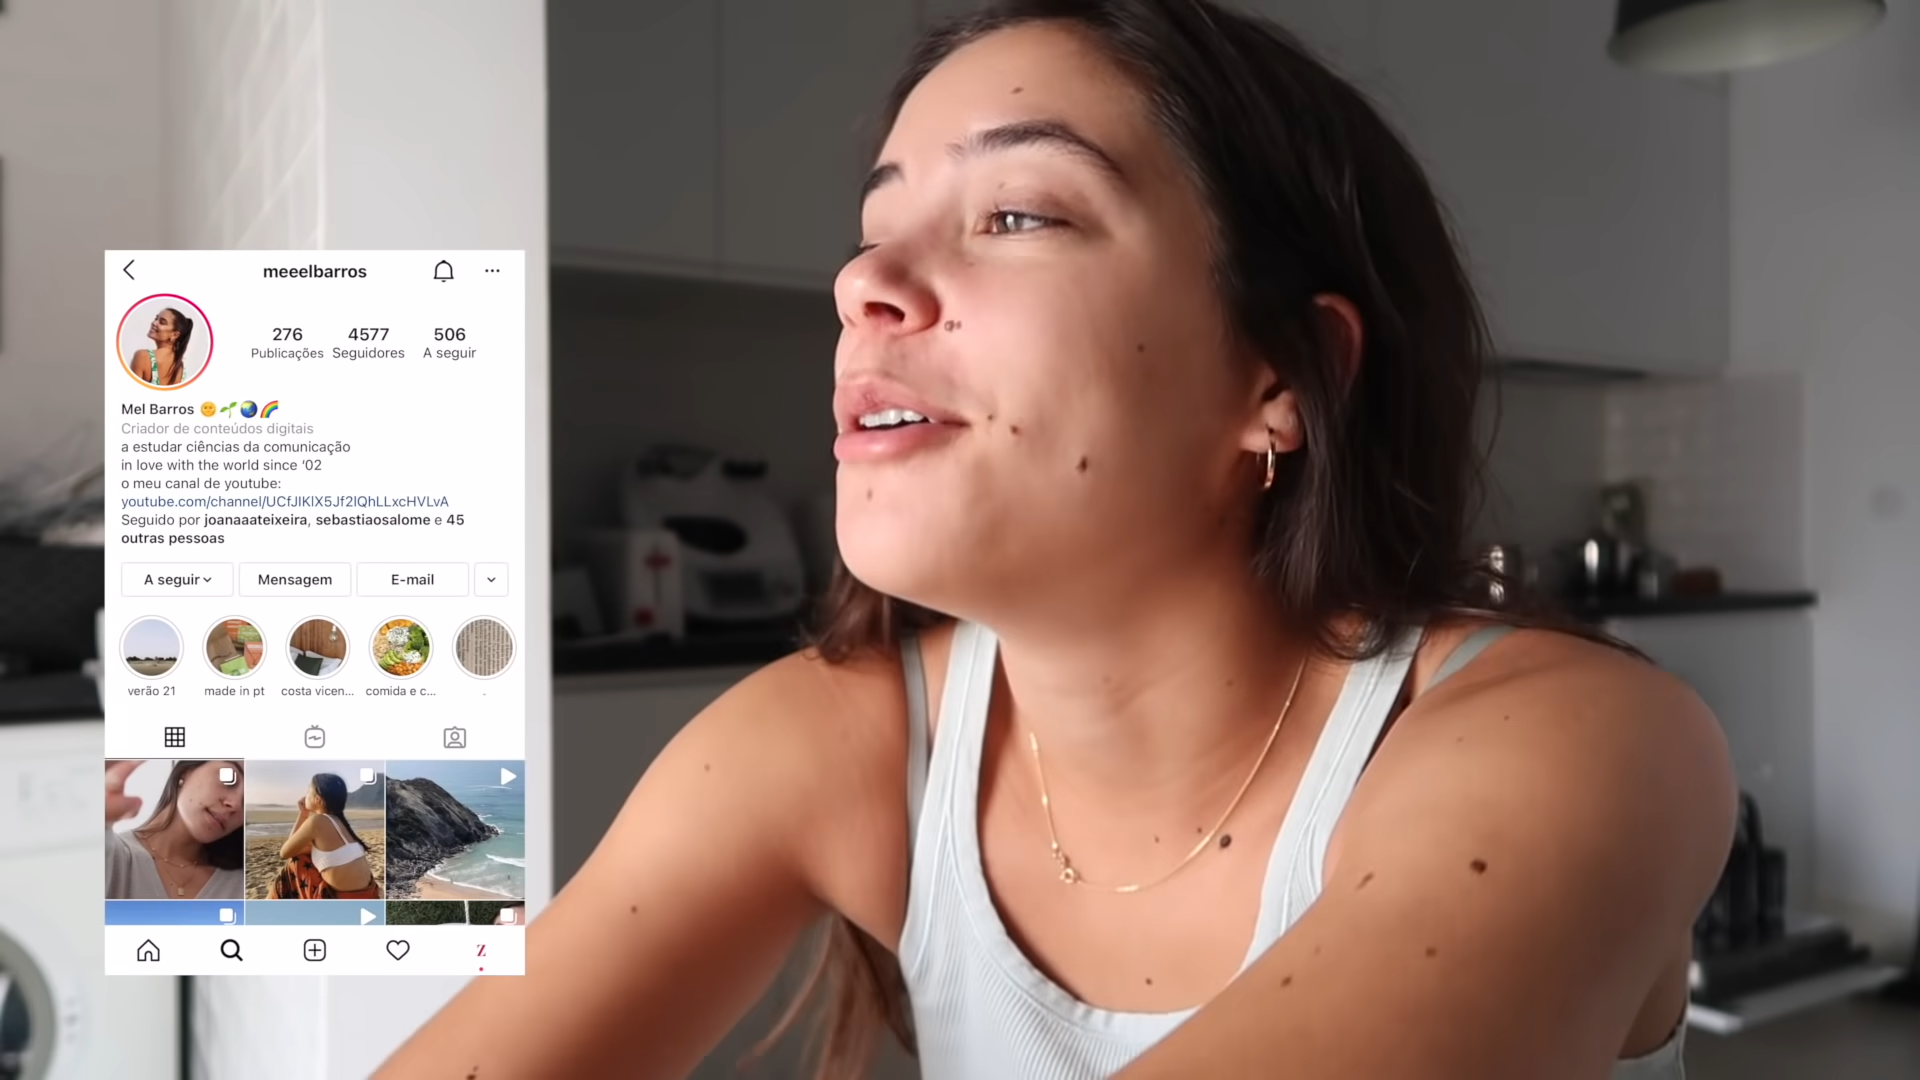 meeelbarros
276 4577 506
Publicações Seguidores A seguir
Mel Barros 🌞🌱🌏🌈
Criador de conteúdos digitais
a estudar ciências da comunicação
in love with the world since ‘02
o meu canal de youtube:
youtube.com/channel/UCfJIKlX5Jf2lQhLLxcHVLvA
Seguido por joanaaateixeira, sebastiaosalome e 45
outras pessoas
A seguir Mensagem E-mail
verão 21 made in pt costa vicen... comida e c... .
Z